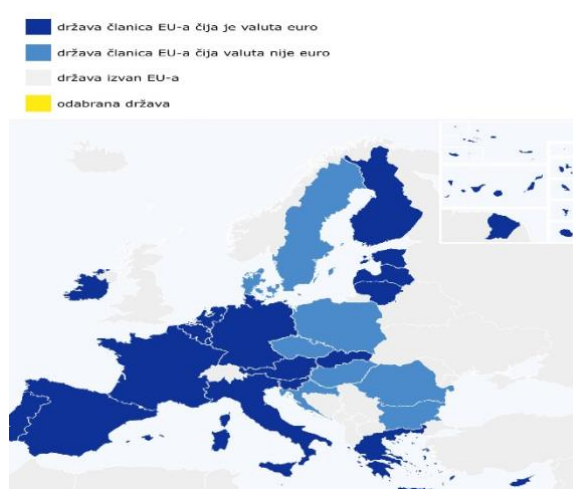 država članica EU-a čija je valuta euro
država članica EU-a čija valuta nije euro
država izvan EU-a
odabrana država